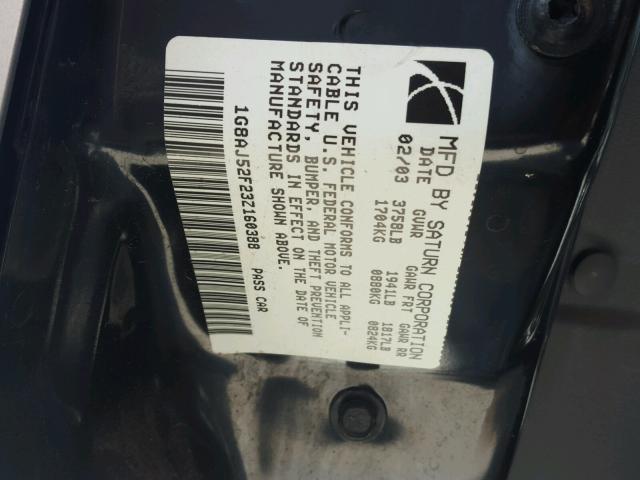 MFD BY SATURN CORPORATION
DATE GVWR GAWR FRT GAWR RR
02/03 3758LB 1941LB 1817LB
1704KG 0880KG 0824KG
THIS VEHICLE CONFORMS TO ALL APPLI-
CABLE U.S. FEDERAL MOTOR VEHICLE
SAFETY, BUMPER, AND THEFT PREVENTION
STANDARDS IN EFFECT ON THE DATE OF
MANUFACTURE SHOWN ABOVE.
1G8AJ52F23Z160388 PASS CAR